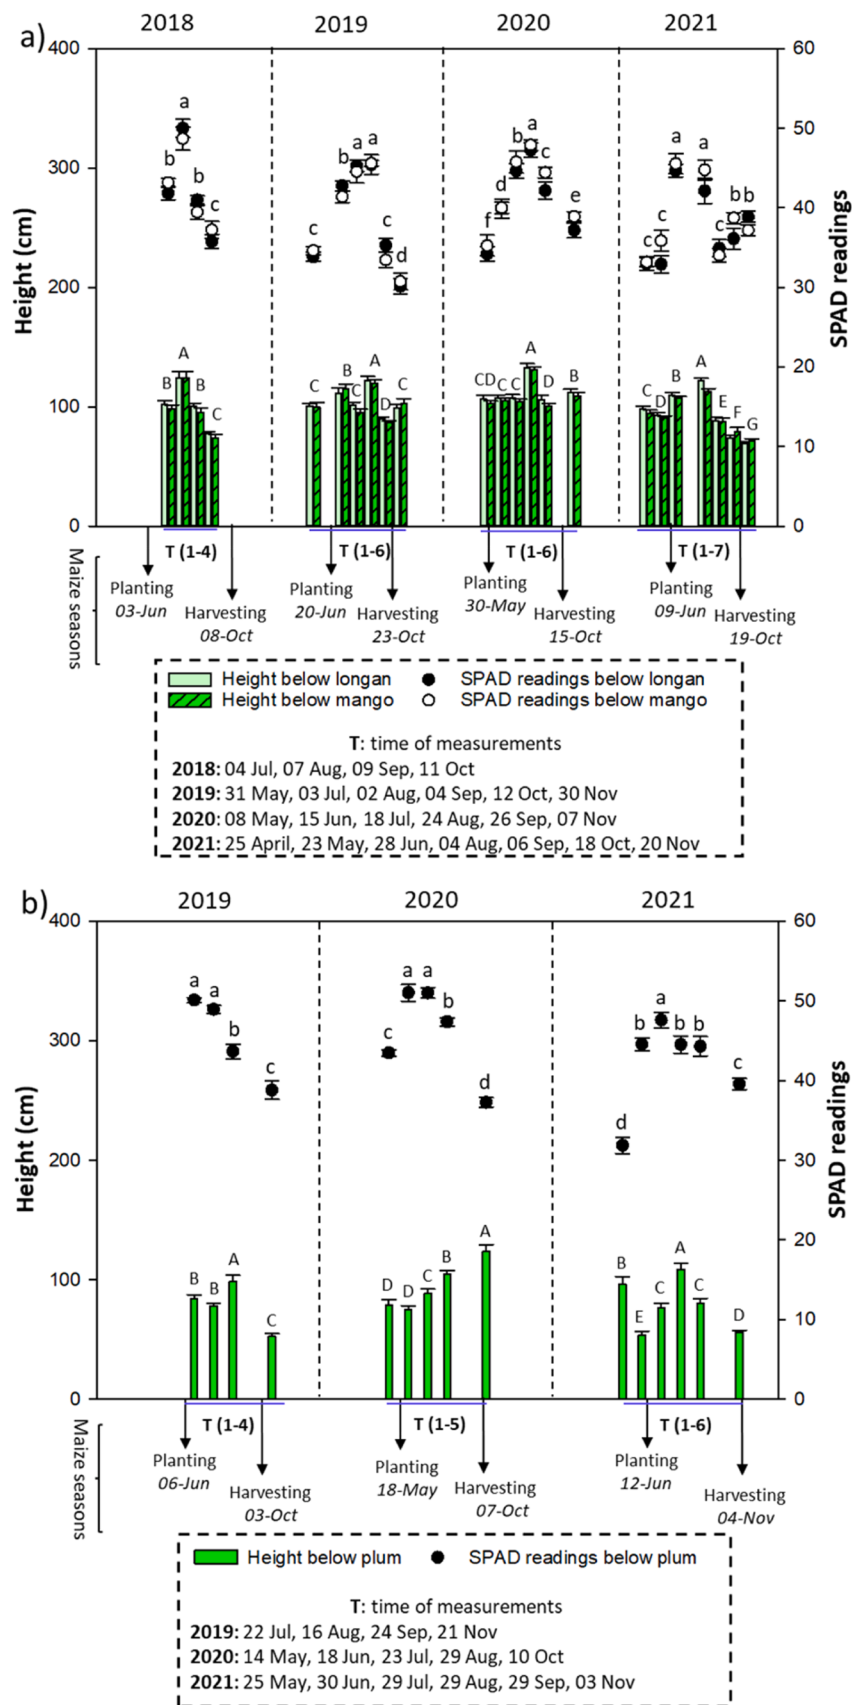 a)
2018 2019 2020 2021
400 60
a
a a a a a
b b b b
50
300 b c b c c d e b b
40
c c c f c c
d
30
200
Height (cm)
SPAD readings
20
A A A A
B B B C C CD C C D B C D B E F G
100
C D
10
0 0
T (1-4) T (1-6) T (1-6) T (1-7)
Maize seasons
Planting Planting Planting Planting
03-Jun 20-Jun 30-May 09-Jun
Harvesting Harvesting Harvesting Harvesting
08-Oct 23-Oct 15-Oct 19-Oct
Height below longan SPAD readings below longan
Height below mango SPAD readings below mango
T: time of measurements
2018: 04 Jul, 07 Aug, 09 Sep, 11 Oct
2019: 31 May, 03 Jul, 02 Aug, 04 Sep, 12 Oct, 30 Nov
2020: 08 May, 15 Jun, 18 Jul, 24 Aug, 26 Sep, 07 Nov
2021: 25 April, 23 May, 28 Jun, 04 Aug, 06 Sep, 18 Oct, 20 Nov
b)
2019 2020 2021
400 60
a a a a
b b a
50
300 b c c b b b c
40
d d
30
200
Height (cm)
SPAD readings
20
B B A D D C B A B E C A C
100
C D
10
0 0
T (1-4) T (1-5) T (1-6)
Maize seasons
Planting Planting Planting
06-Jun 18-May 12-Jun
Harvesting Harvesting Harvesting
03-Oct 07-Oct 04-Nov
Height below plum SPAD readings below plum
T: time of measurements
2019: 22 Jul, 16 Aug, 24 Sep, 21 Nov
2020: 14 May, 18 Jun, 23 Jul, 29 Aug, 10 Oct
2021: 25 May, 30 Jun, 29 Jul, 29 Aug, 29 Sep, 03 Nov